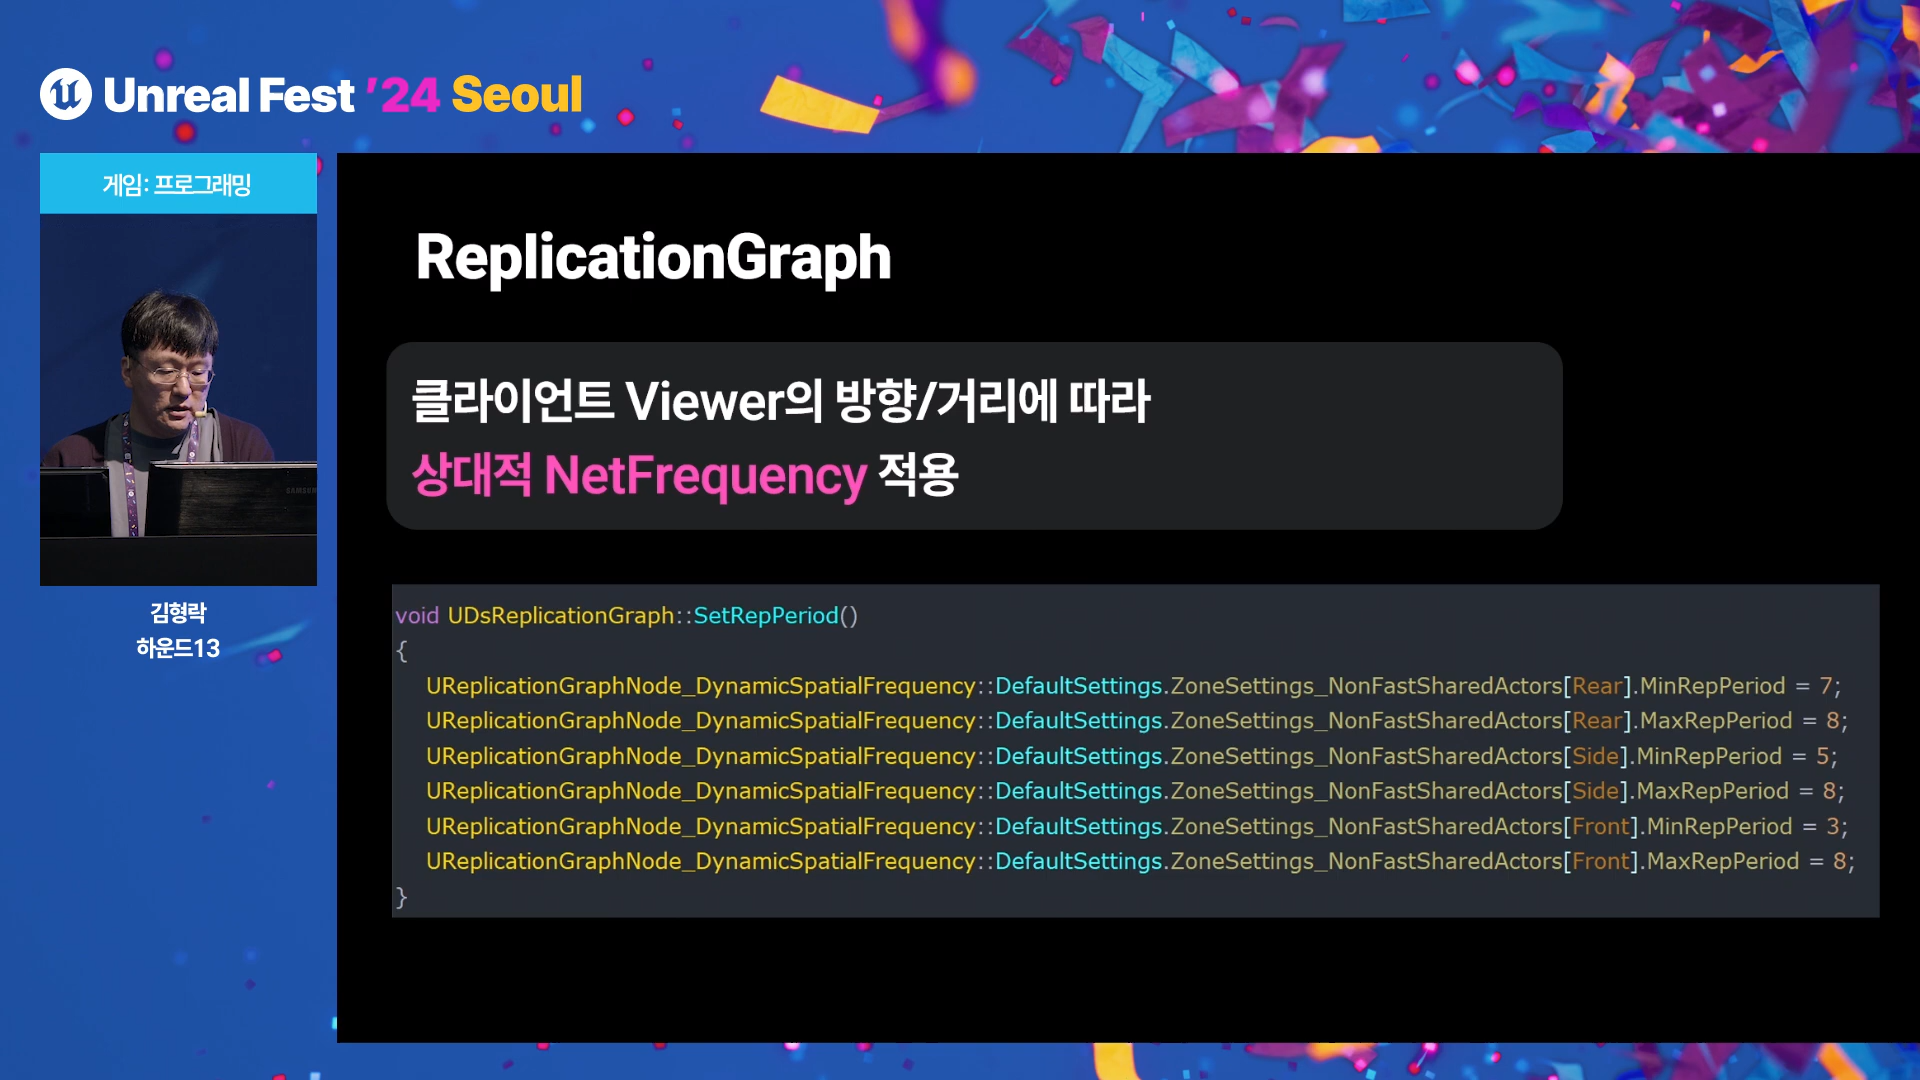 Unreal Fest '24 Seoul
게임: 프로그래밍
SAMSUNG
김형락
하운드13
ReplicationGraph
클라이언트 Viewer의 방향/거리에 따라
상대적 NetFrequency 적용
void UDsReplicationGraph::SetRepPeriod()
{
UReplicationGraphNode_DynamicSpatialFrequency::DefaultSettings.ZoneSettings_NonFastSharedActors[Rear].MinRepPeriod = 7;
UReplicationGraphNode_DynamicSpatialFrequency::DefaultSettings.ZoneSettings_NonFastSharedActors[Rear].MaxRepPeriod = 8;
UReplicationGraphNode_DynamicSpatialFrequency::DefaultSettings.ZoneSettings_NonFastSharedActors[Side].MinRepPeriod = 5;
UReplicationGraphNode_DynamicSpatialFrequency::DefaultSettings.ZoneSettings_NonFastSharedActors[Side].MaxRepPeriod = 8;
UReplicationGraphNode_DynamicSpatialFrequency::DefaultSettings.ZoneSettings_NonFastSharedActors[Front].MinRepPeriod = 3;
UReplicationGraphNode_DynamicSpatialFrequency::DefaultSettings.ZoneSettings_NonFastSharedActors[Front].MaxRepPeriod = 8;
}